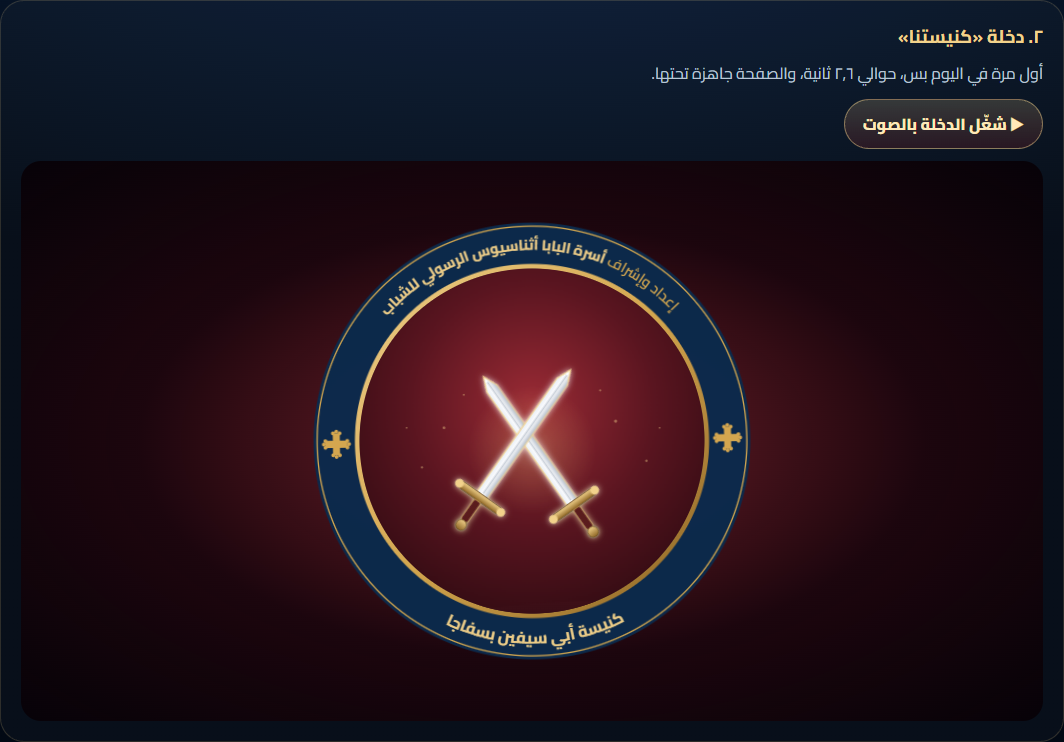 ٢. دخلة «كنيستنا»
أول مرة في اليوم بس، حوالي ٢,٦ ثانية، والصفحة جاهزة تحتها.
▶ شغّل الدخلة بالصوت
إعداد وإشراف أسرة البابا أثناسيوس الرسولي للشباب
كنيسة أبي سيفين بسفاجا